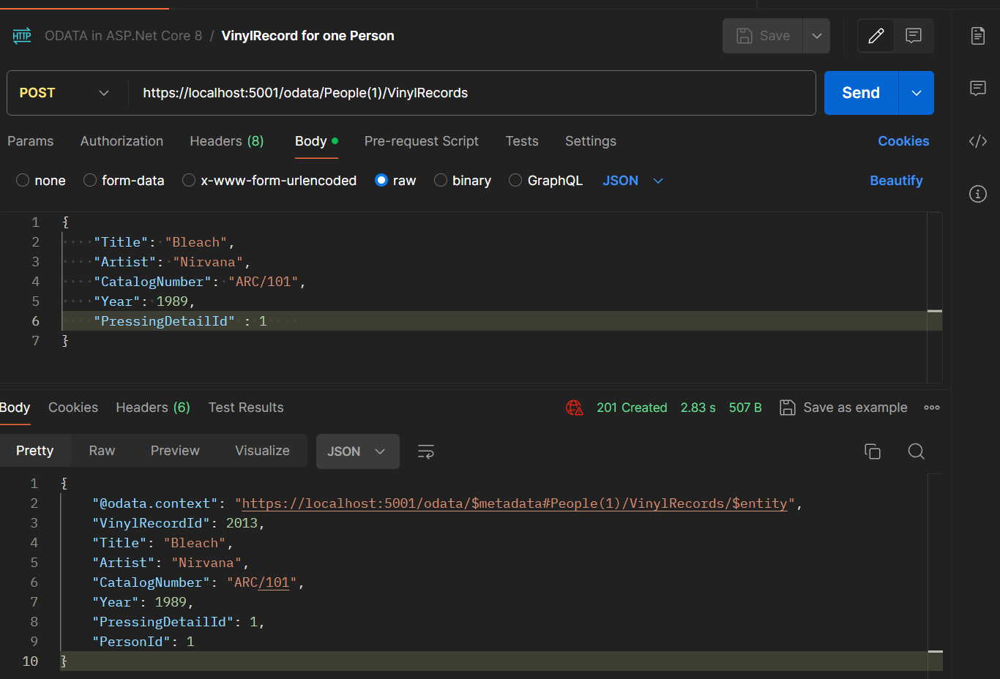 HTTP ODATA in ASP.Net Core 8 / VinylRecord for one Person Save
POST https://localhost:5001/odata/People(1)/VinylRecords Send
Params Authorization Headers (8) Body Pre-request Script Tests Settings Cookies
none form-data x-www-form-urlencoded raw binary GraphQL JSON Beautify
1 {
2 "Title": "Bleach",
3 "Artist": "Nirvana",
4 "CatalogNumber": "ARC/101",
5 "Year": 1989,
6 "PressingDetailId" : 1
7 }
Body Cookies Headers (6) Test Results 201 Created 2.83 s 507 B Save as example
Pretty Raw Preview Visualize JSON
1 {
2 "@odata.context": "https://localhost:5001/odata/$metadata#People(1)/VinylRecords/$entity",
3 "VinylRecordId": 2013,
4 "Title": "Bleach",
5 "Artist": "Nirvana",
6 "CatalogNumber": "ARC/101",
7 "Year": 1989,
8 "PressingDetailId": 1,
9 "PersonId": 1
10 }